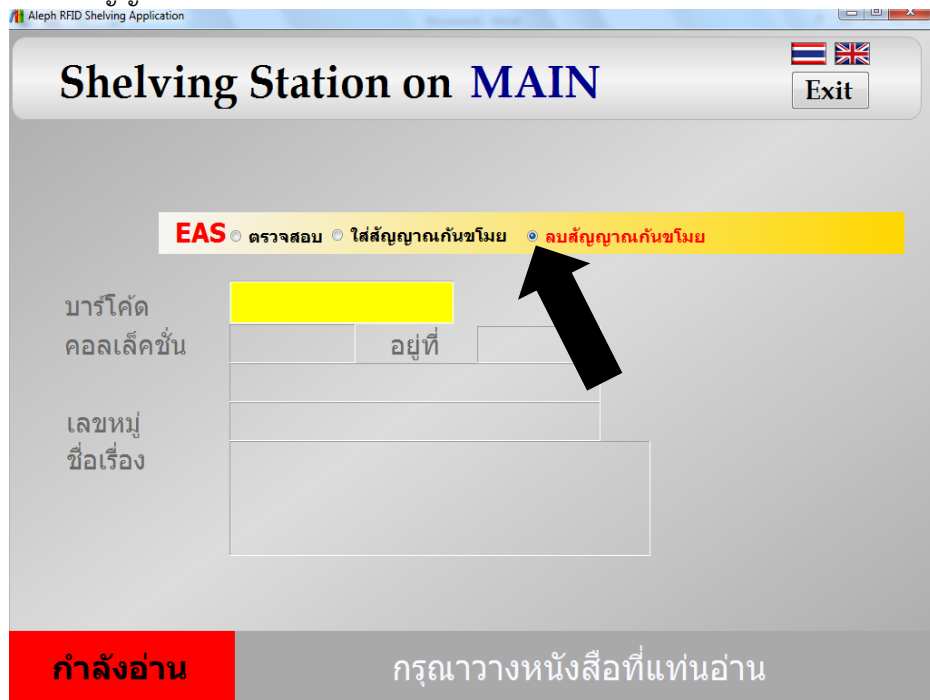 Aleph RFID Shelving Application
Shelving Station on MAIN
Exit
EAS ตรวจสอบ ใส่สัญญาณกันขโมย ลบสัญญาณกันขโมย
บาร์โค้ด
คอลเล็คชั่น อยู่ที่
เลขหมู่
ชื่อเรื่อง
กำลังอ่าน กรุณาวางหนังสือที่แท่นอ่าน